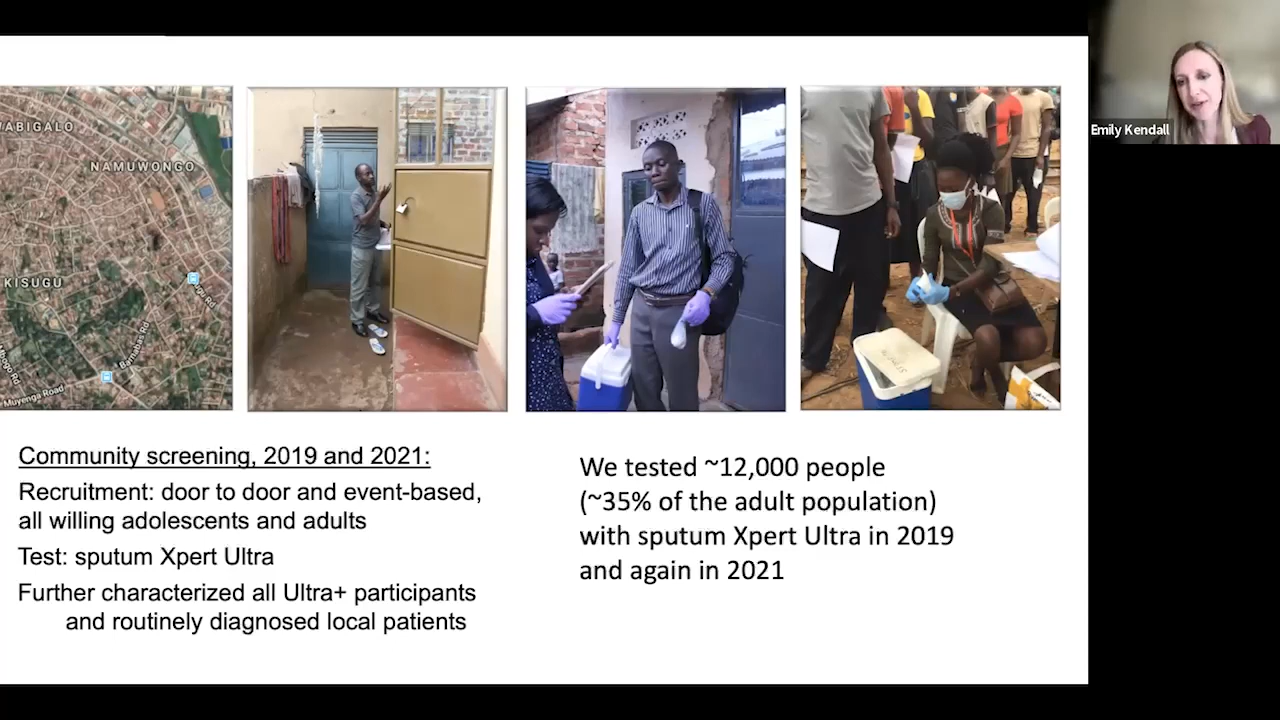 WABIGALO
NAMUWONGO
KISUGU
Barnabas Rd
Muyenga Road
Emily Kendall
Community screening, 2019 and 2021:
Recruitment: door to door and event-based,
all willing adolescents and adults
Test: sputum Xpert Ultra
Further characterized all Ultra+ participants
and routinely diagnosed local patients
We tested ~12,000 people
(~35% of the adult population)
with sputum Xpert Ultra in 2019
and again in 2021